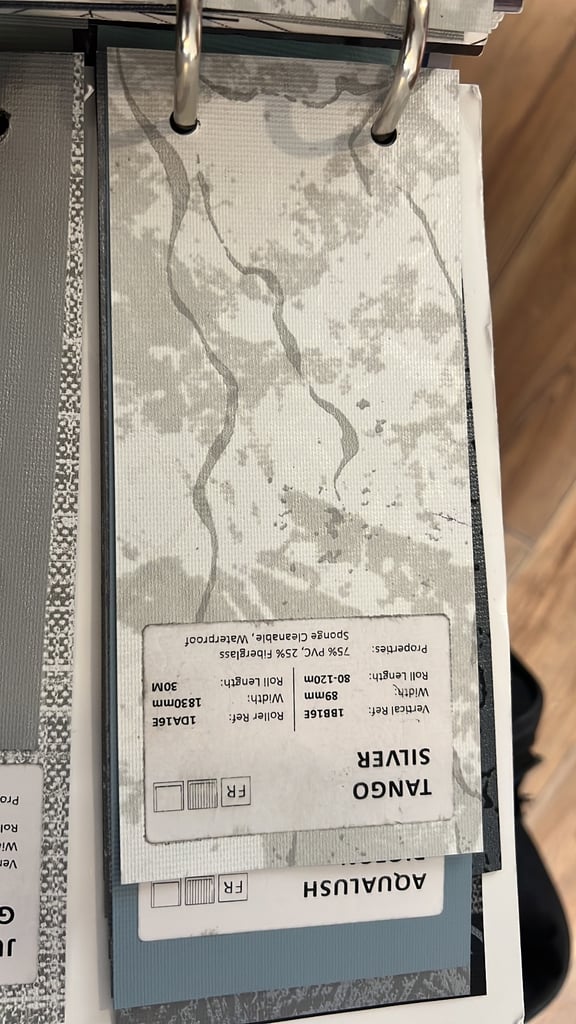 TANGO
SILVER
FR
Vertical Ref: 1BB16E
Width: 89mm
Roll Length: 80-120m
Roller Ref: 1DA16E
Width: 1830mm
Roll Length: 30M
Properties: 75% PVC, 25% Fiberglass
Sponge Cleanable, Waterproof
AQUALUSH
FR